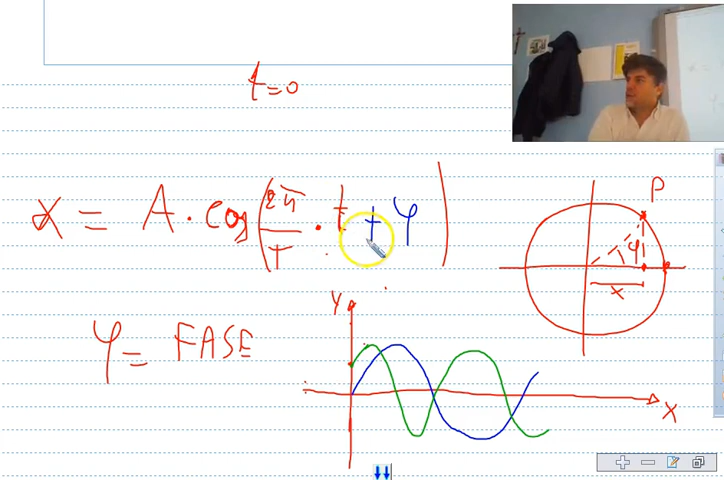 t=0
x = A · cos(2π/T · t + φ)
P
φ
x
φ = FASE
y
x